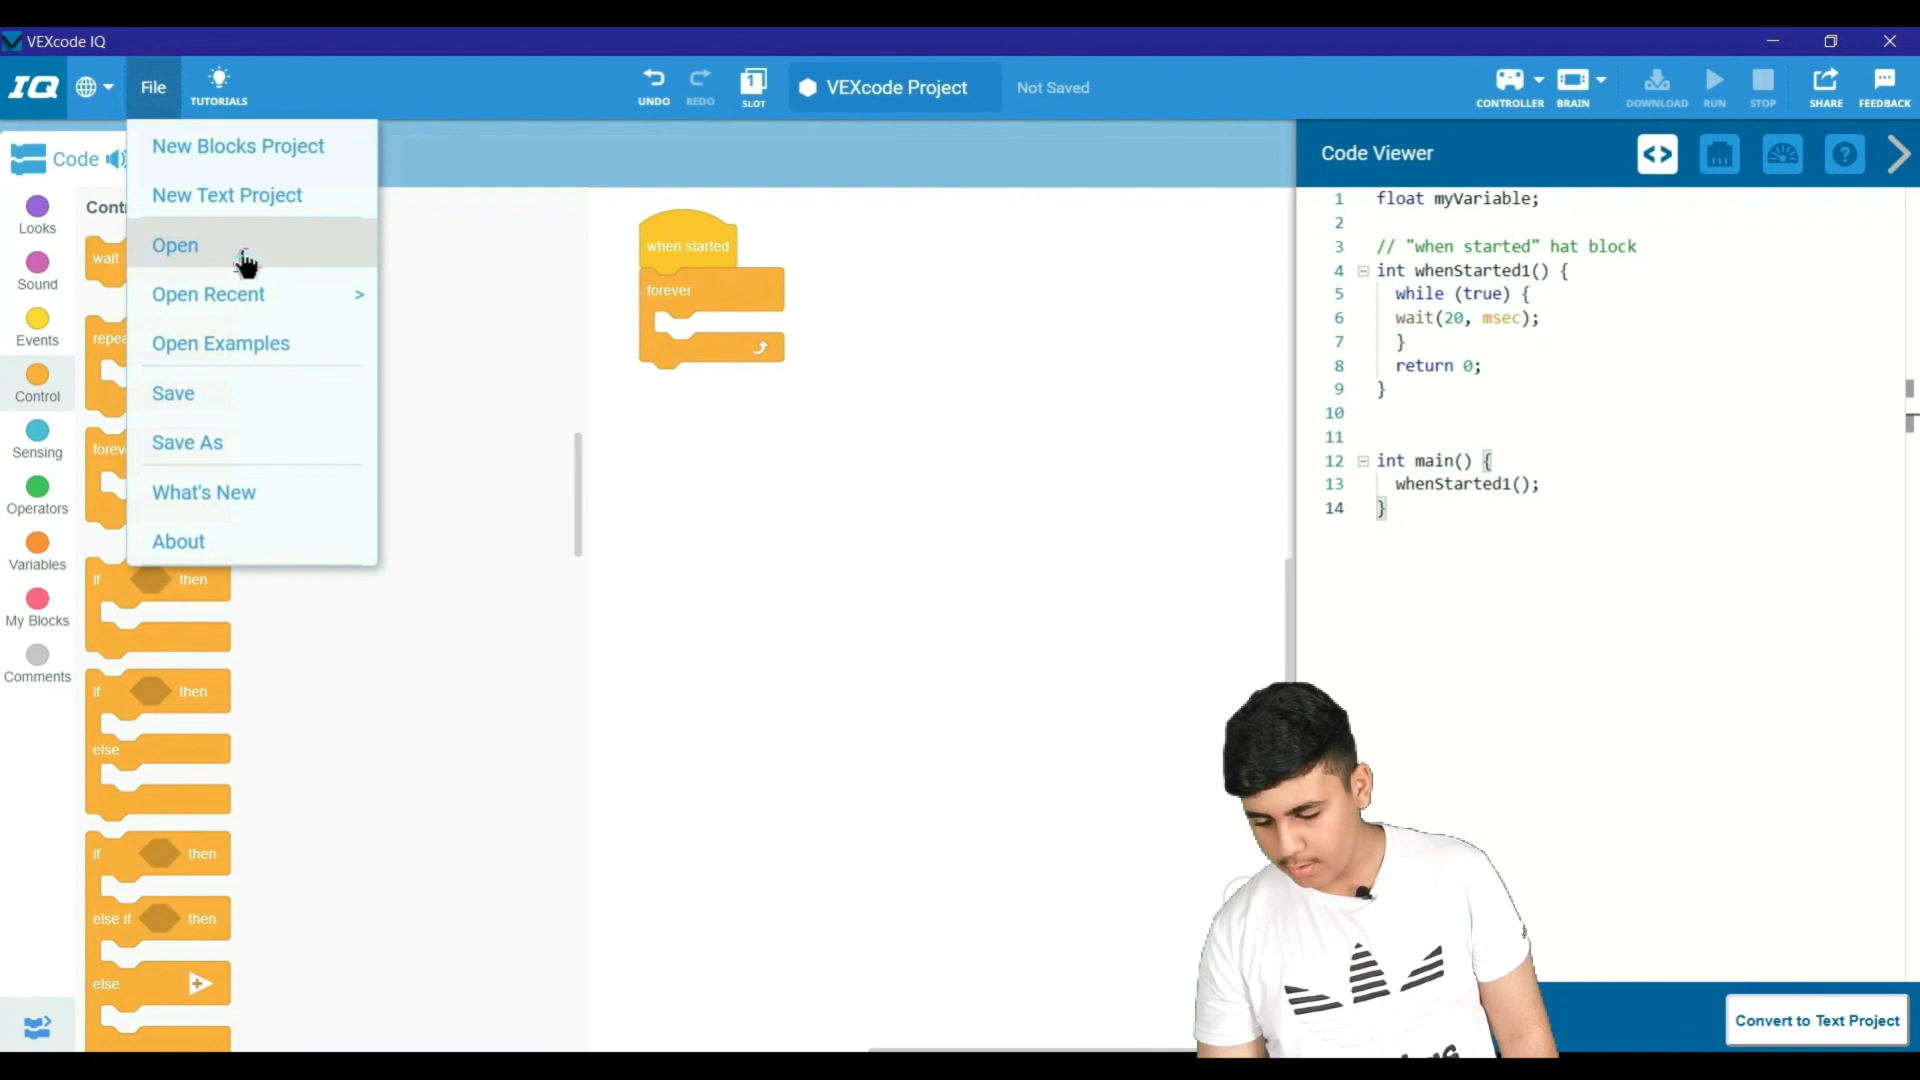 VEXcode IQ
IQ
File
TUTORIALS
UNDO
REDO
1
SLOT
VEXcode Project
Not Saved
CONTROLLER
BRAIN
DOWNLOAD
RUN
STOP
SHARE
FEEDBACK
Code
Looks
Sound
Events
Control
Sensing
Operators
Variables
My Blocks
Comments
New Blocks Project
New Text Project
Open
Open Recent >
Open Examples
Save
Save As
What's New
About
wait
if then
if then
else
if then
else if then
else
when started
forever
Code Viewer
1 float myVariable;
2
3 // "when started" hat block
4 int whenStarted1() {
5 while (true) {
6 wait(20, msec);
7 }
8 return 0;
9 }
10
11
12 int main() {
13 whenStarted1();
14 }
Convert to Text Project